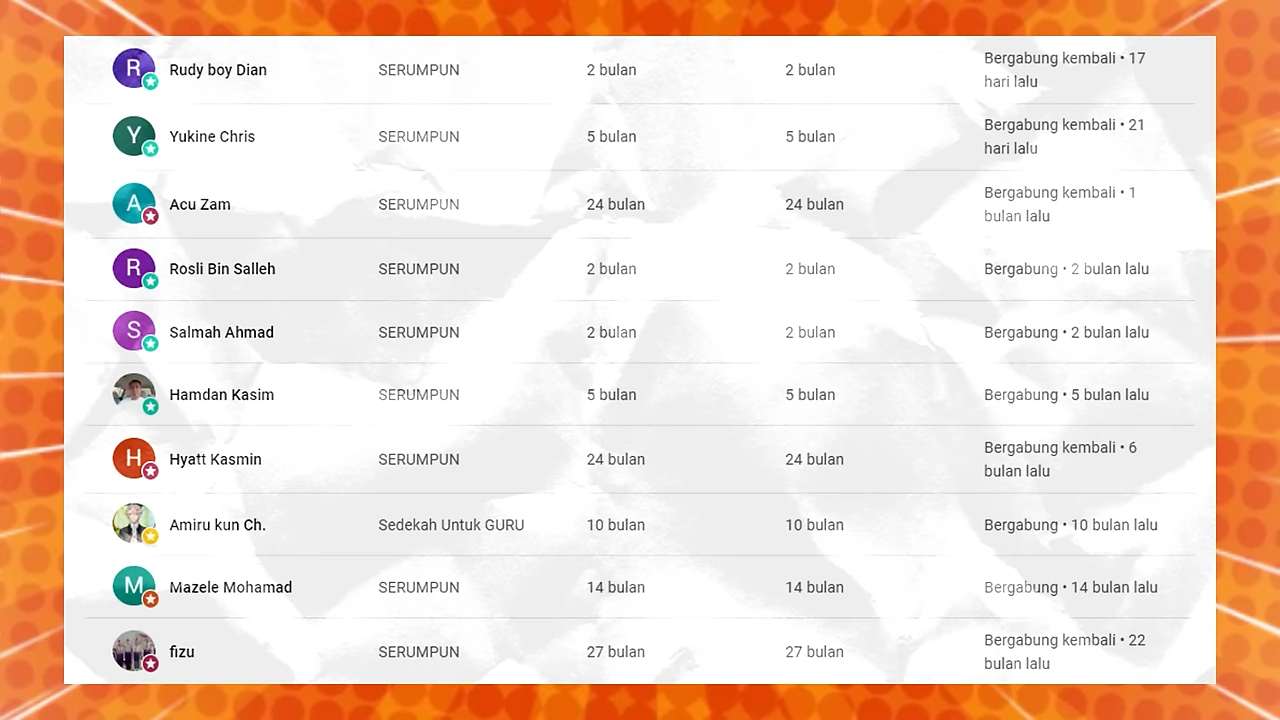 R Rudy boy Dian SERUMPUN 2 bulan 2 bulan Bergabung kembali • 17
hari lalu
Y Yukine Chris SERUMPUN 5 bulan 5 bulan Bergabung kembali • 21
hari lalu
A Acu Zam SERUMPUN 24 bulan 24 bulan Bergabung kembali • 1
bulan lalu
R Rosli Bin Salleh SERUMPUN 2 bulan 2 bulan Bergabung • 2 bulan lalu
S Salmah Ahmad SERUMPUN 2 bulan 2 bulan Bergabung • 2 bulan lalu
Hamdan Kasim SERUMPUN 5 bulan 5 bulan Bergabung • 5 bulan lalu
H Hyatt Kasmin SERUMPUN 24 bulan 24 bulan Bergabung kembali • 6
bulan lalu
Amiru kun Ch. Sedekah Untuk GURU 10 bulan 10 bulan Bergabung • 10 bulan lalu
M Mazele Mohamad SERUMPUN 14 bulan 14 bulan Bergabung • 14 bulan lalu
fizu SERUMPUN 27 bulan 27 bulan Bergabung kembali • 22
bulan lalu